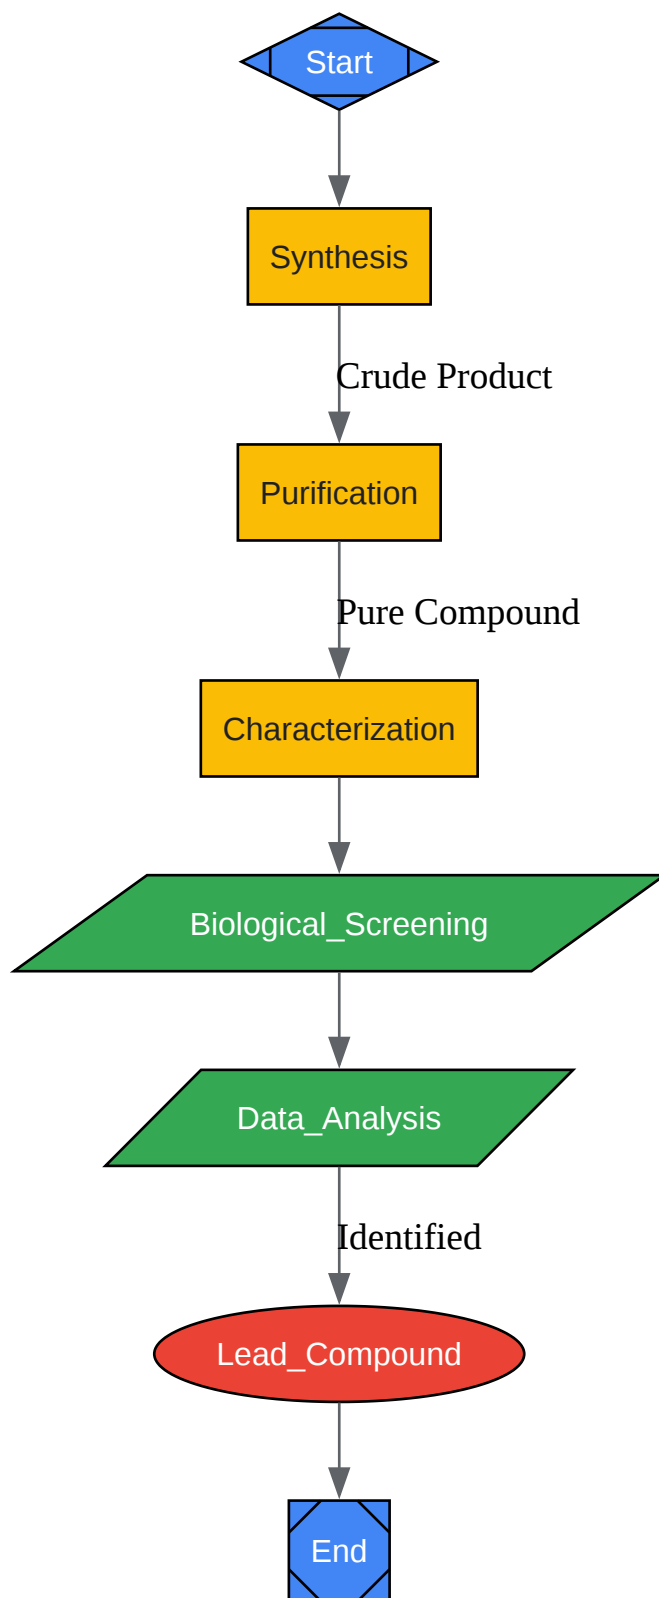 Start
Synthesis
Crude Product
Purification
Pure Compound
Characterization
Biological_Screening
Data_Analysis
Identified
Lead_Compound
End